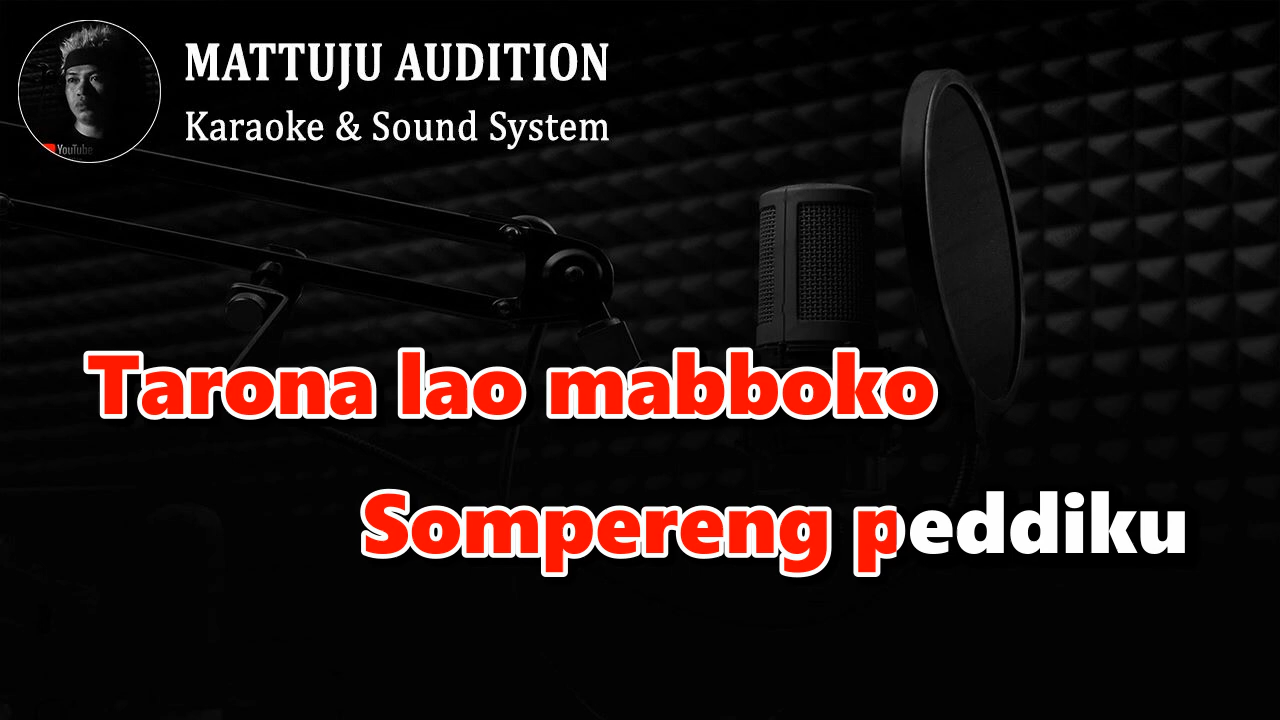 MATTUJU AUDITION
Karaoke & Sound System
YouTube
Tarona lao mabboko
Sompereng peddiku